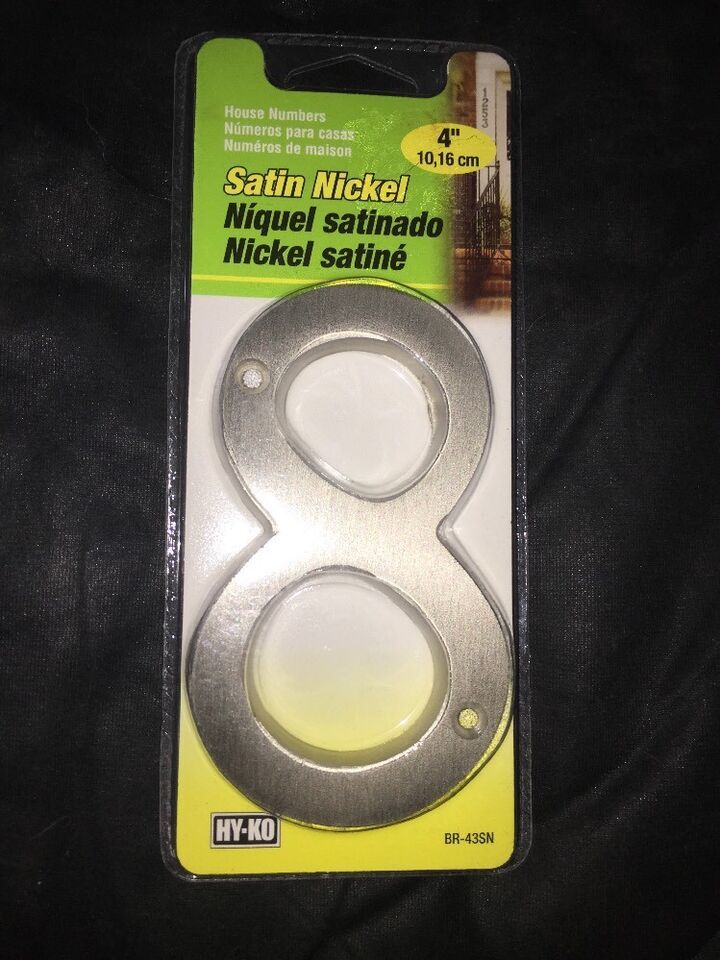 House Numbers
Números para casas
Numéros de maison
4"
10,16 cm
Satin Nickel
Níquel satinado
Nickel satiné
8
HY-KO
BR-43SN